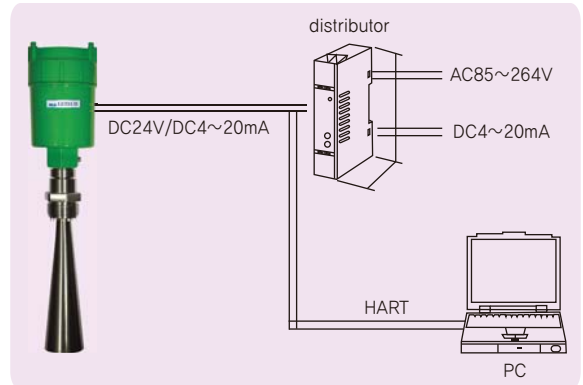 distributor
AC85～264V
DC24V/DC4～20mA
DC4～20mA
HART
PC